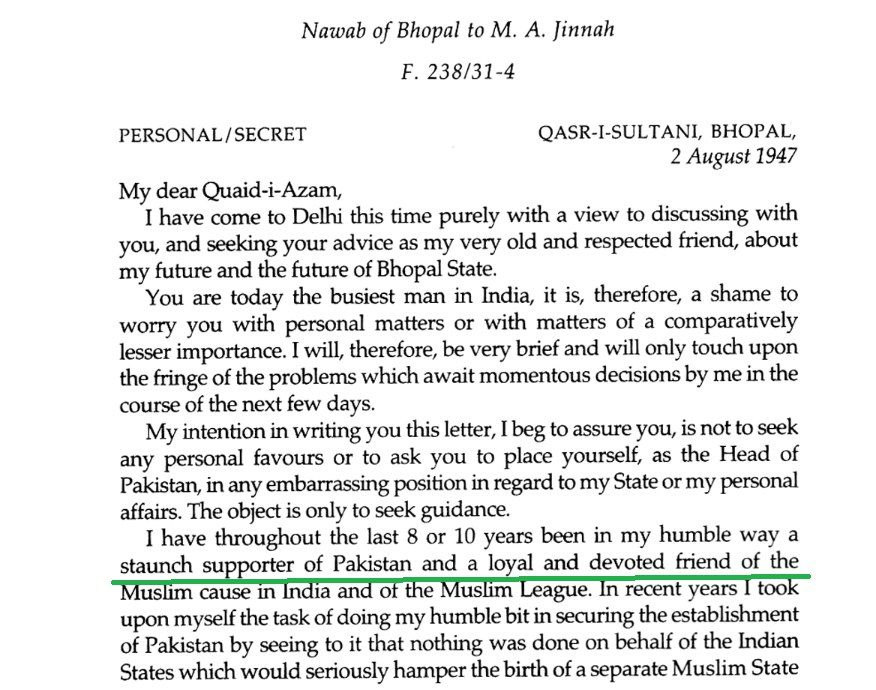 Nawab of Bhopal to M. A. Jinnah
F. 238/31-4
PERSONAL/SECRET QASR-I-SULTANI, BHOPAL,
2 August 1947
My dear Quaid-i-Azam,
I have come to Delhi this time purely with a view to discussing with
you, and seeking your advice as my very old and respected friend, about
my future and the future of Bhopal State.
You are today the busiest man in India, it is, therefore, a shame to
worry you with personal matters or with matters of a comparatively
lesser importance. I will, therefore, be very brief and will only touch upon
the fringe of the problems which await momentous decisions by me in the
course of the next few days.
My intention in writing you this letter, I beg to assure you, is not to seek
any personal favours or to ask you to place yourself, as the Head of
Pakistan, in any embarrassing position in regard to my State or my personal
affairs. The object is only to seek guidance.
I have throughout the last 8 or 10 years been in my humble way a
staunch supporter of Pakistan and a loyal and devoted friend of the
Muslim cause in India and of the Muslim League. In recent years I took
upon myself the task of doing my humble bit in securing the establishment
of Pakistan by seeing to it that nothing was done on behalf of the Indian
States which would seriously hamper the birth of a separate Muslim State